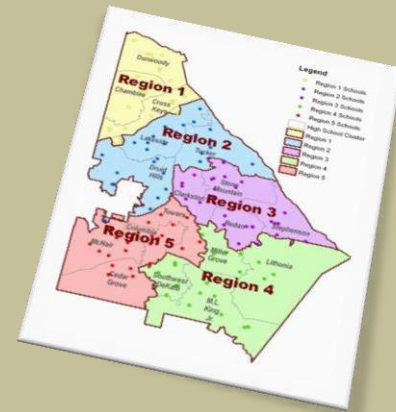 Dunwoody
Region 1
Chamblee
Cross
Keys
Region 2
Lakeside
Tucker
Druid
Hills
Stone
Mountain
Clarkston
Region 3
Redan
Stephenson
Towers
Columbia
Region 5
McNair
Cedar
Grove
Miller
Grove
Lithonia
Region 4
Southwest
DeKalb
M.L.
King
Jr.
Legend
Region 1 Schools
Region 2 Schools
Region 3 Schools
Region 4 Schools
Region 5 Schools
High School Cluster
Region 1
Region 2
Region 3
Region 4
Region 5